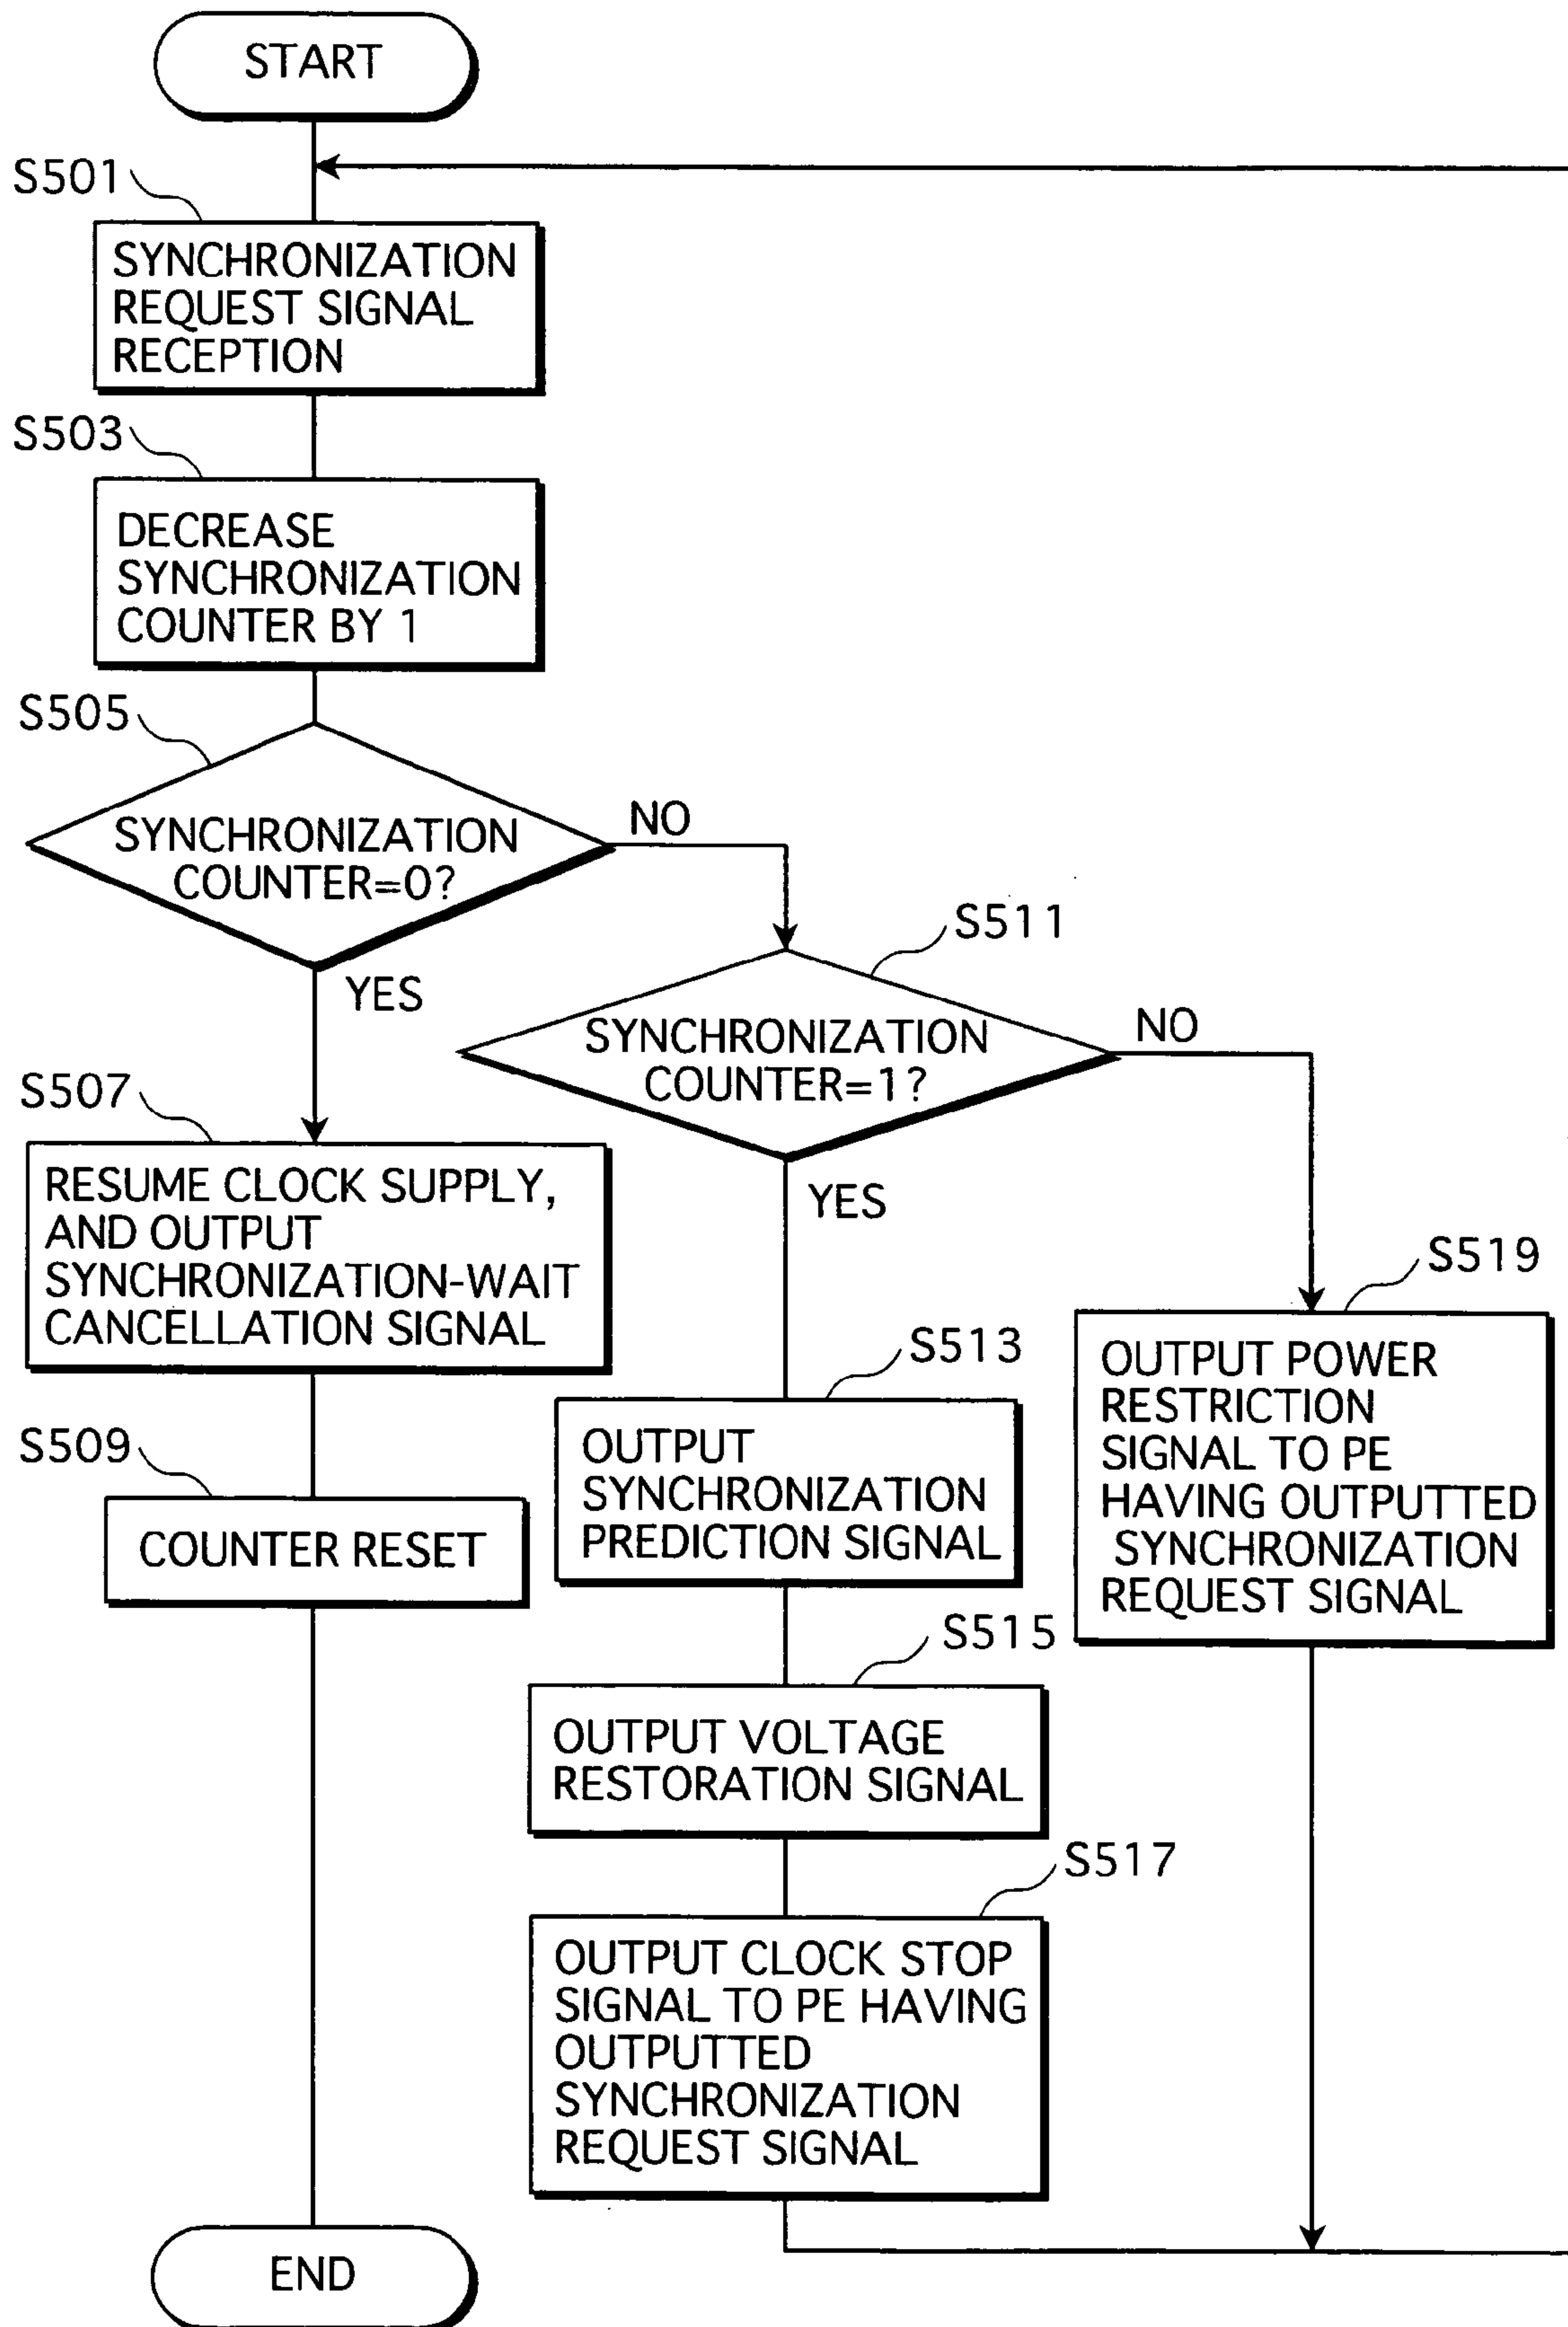 START
S501
SYNCHRONIZATION
REQUEST SIGNAL
RECEPTION
S503
DECREASE
SYNCHRONIZATION
COUNTER BY 1
S505
SYNCHRONIZATION
COUNTER=0?
NO
YES
S511
SYNCHRONIZATION
COUNTER=1?
NO
YES
S507
RESUME CLOCK SUPPLY,
AND OUTPUT
SYNCHRONIZATION-WAIT
CANCELLATION SIGNAL
S509
COUNTER RESET
S513
OUTPUT
SYNCHRONIZATION
PREDICTION SIGNAL
S515
OUTPUT VOLTAGE
RESTORATION SIGNAL
S517
OUTPUT CLOCK STOP
SIGNAL TO PE HAVING
OUTPUTTED
SYNCHRONIZATION
REQUEST SIGNAL
S519
OUTPUT POWER
RESTRICTION
SIGNAL TO PE
HAVING OUTPUTTED
SYNCHRONIZATION
REQUEST SIGNAL
END